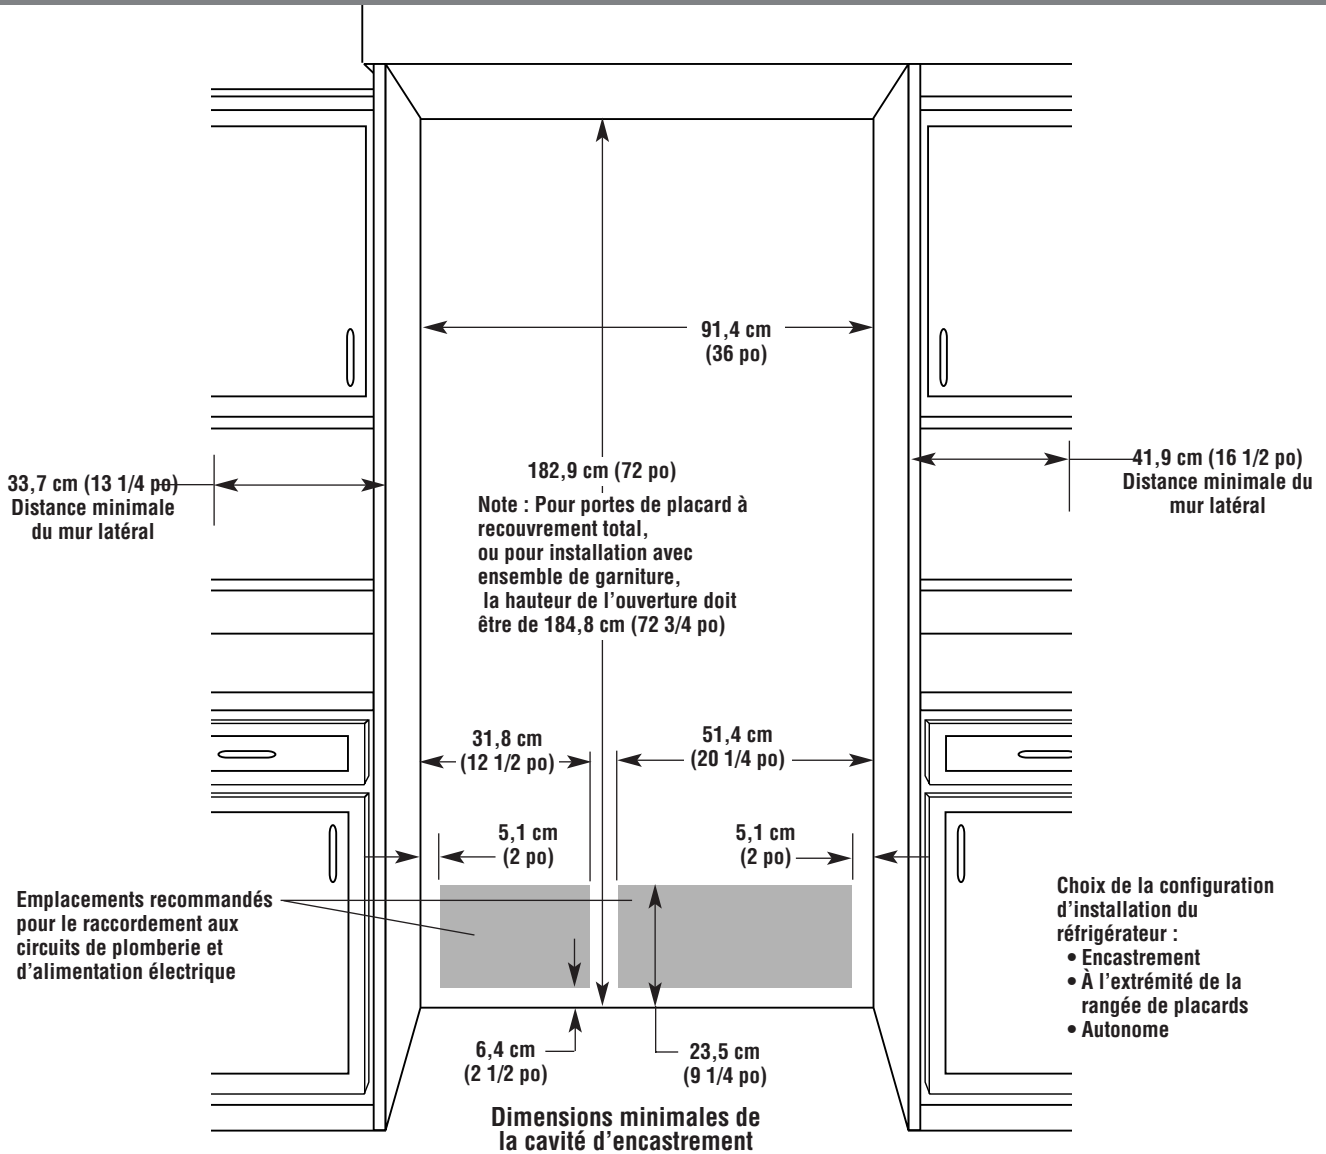 91,4 cm
(36 po)
182,9 cm (72 po)
Note : Pour portes de placard à
recouvrement total,
ou pour installation avec
ensemble de garniture,
la hauteur de l’ouverture doit
être de 184,8 cm (72 3/4 po)
33,7 cm (13 1/4 po)
Distance minimale
du mur latéral
41,9 cm (16 1/2 po)
Distance minimale du
mur latéral
31,8 cm
(12 1/2 po)
51,4 cm
(20 1/4 po)
5,1 cm
(2 po)
5,1 cm
(2 po)
Emplacements recommandés
pour le raccordement aux
circuits de plomberie et
d’alimentation électrique
Choix de la configuration
d’installation du
réfrigérateur :
• Encastrement
• À l’extrémité de la
rangée de placards
• Autonome
6,4 cm
(2 1/2 po)
23,5 cm
(9 1/4 po)
Dimensions minimales de
la cavité d’encastrement